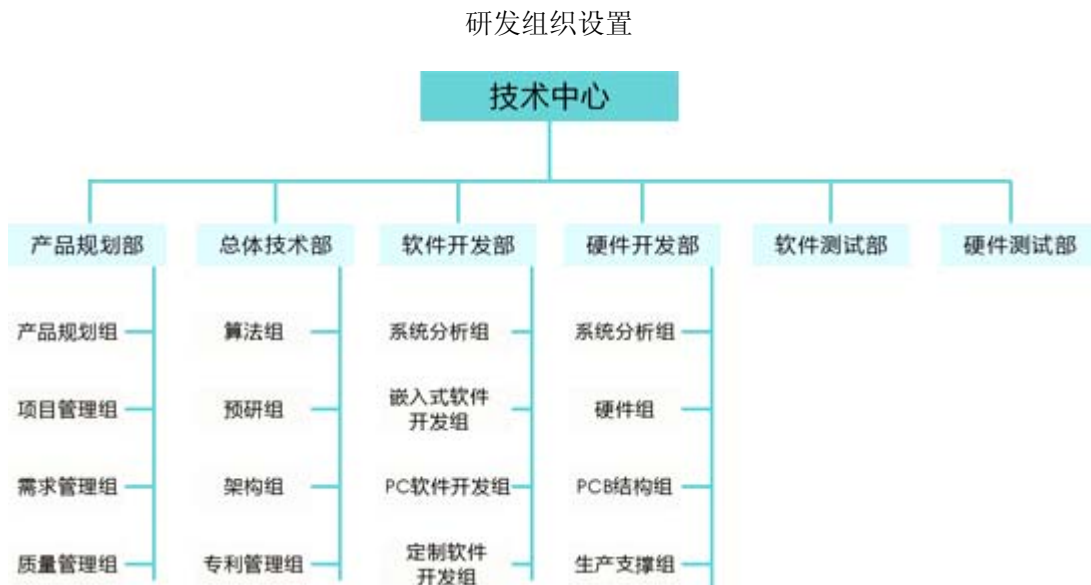 研发组织设置
技术中心
产品规划部
总体技术部
软件开发部
硬件开发部
软件测试部
硬件测试部
产品规划组
算法组
系统分析组
系统分析组
项目管理组
预研组
嵌入式软件
开发组
硬件组
需求管理组
架构组
PC软件开发组
PCB结构组
质量管理组
专利管理组
定制软件
开发组
生产支撑组